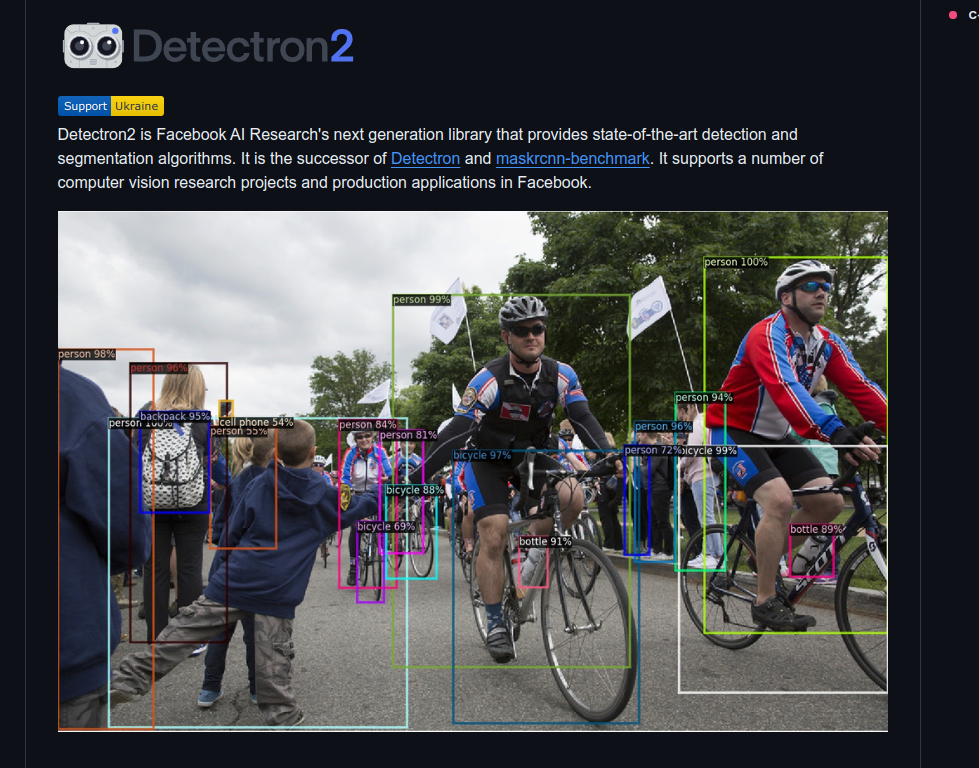 Detectron2
Support Ukraine
Detectron2 is Facebook AI Research's next generation library that provides state-of-the-art detection and
segmentation algorithms. It is the successor of Detectron and maskrcnn-benchmark. It supports a number of
computer vision research projects and production applications in Facebook.
person 100%
person 99%
person 98%
person 96%
person 94%
backpack 95%
person 100%
cell phone 54%
person 55%
person 84%
person 81%
person 96%
person 72%
bicycle 99%
bicycle 97%
bicycle 88%
bicycle 69%
bottle 89%
bottle 91%